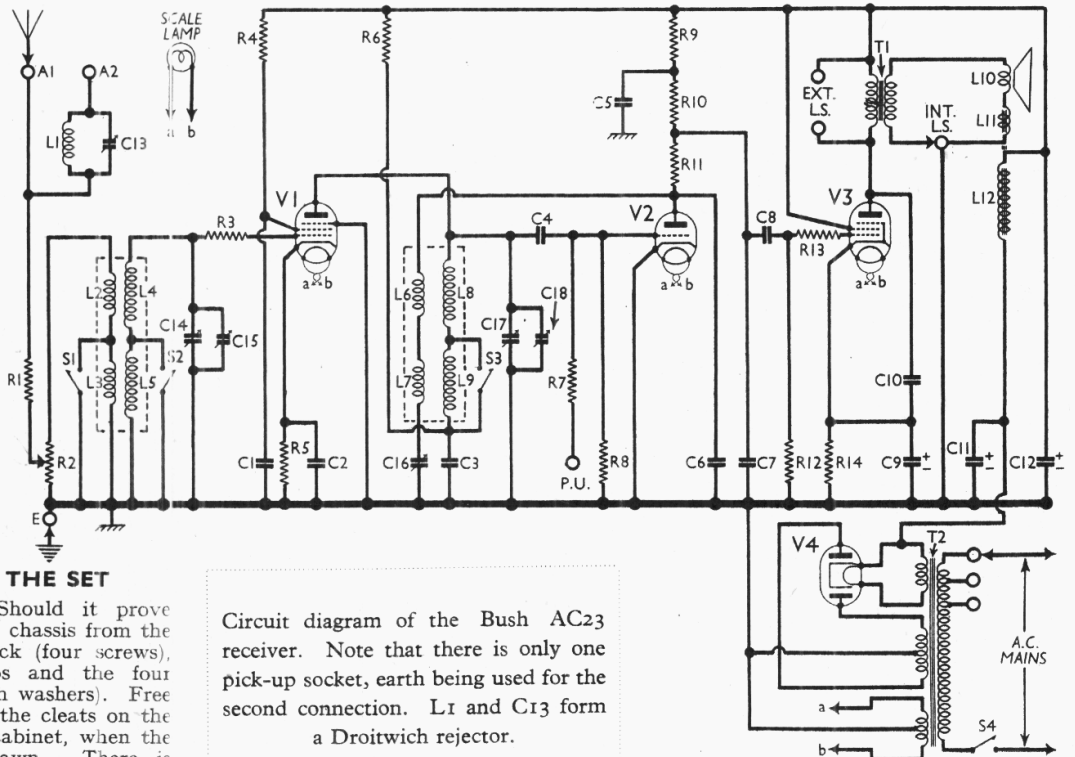 SCALE
LAMP
A1
A2
L1
C13
a b
R4
R6
R9
C5
R10
R11
T1
EXT.
L.S.
INT.
L.S.
L10
L11
L12
V1
R3
a b
C4
V2
a b
C8
V3
R13
a b
L2
L4
C14
C15
S1
S2
L3
L5
L6
L8
L7
L9
S3
C17
C18
R7
C10
R1
R2
C1
R5
C2
C16
C3
P.U.
R8
C6
C7
R12
R14
C9
+
−
C11
+
−
C12
+
−
E
V4
T2
A.C.
MAINS
a
b
S4
THE SET
Should it prove
chassis from the
ck (four screws),
s and the four
n washers). Free
the cleats on the
abinet, when the
Circuit diagram of the Bush AC23
receiver. Note that there is only one
pick-up socket, earth being used for the
second connection. L1 and C13 form
a Droitwich rejector.